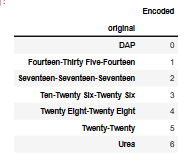 ]:
Encoded
original
DAP 0
Fourteen-Thirty Five-Fourteen 1
Seventeen-Seventeen-Seventeen 2
Ten-Twenty Six-Twenty Six 3
Twenty Eight-Twenty Eight 4
Twenty-Twenty 5
Urea 6